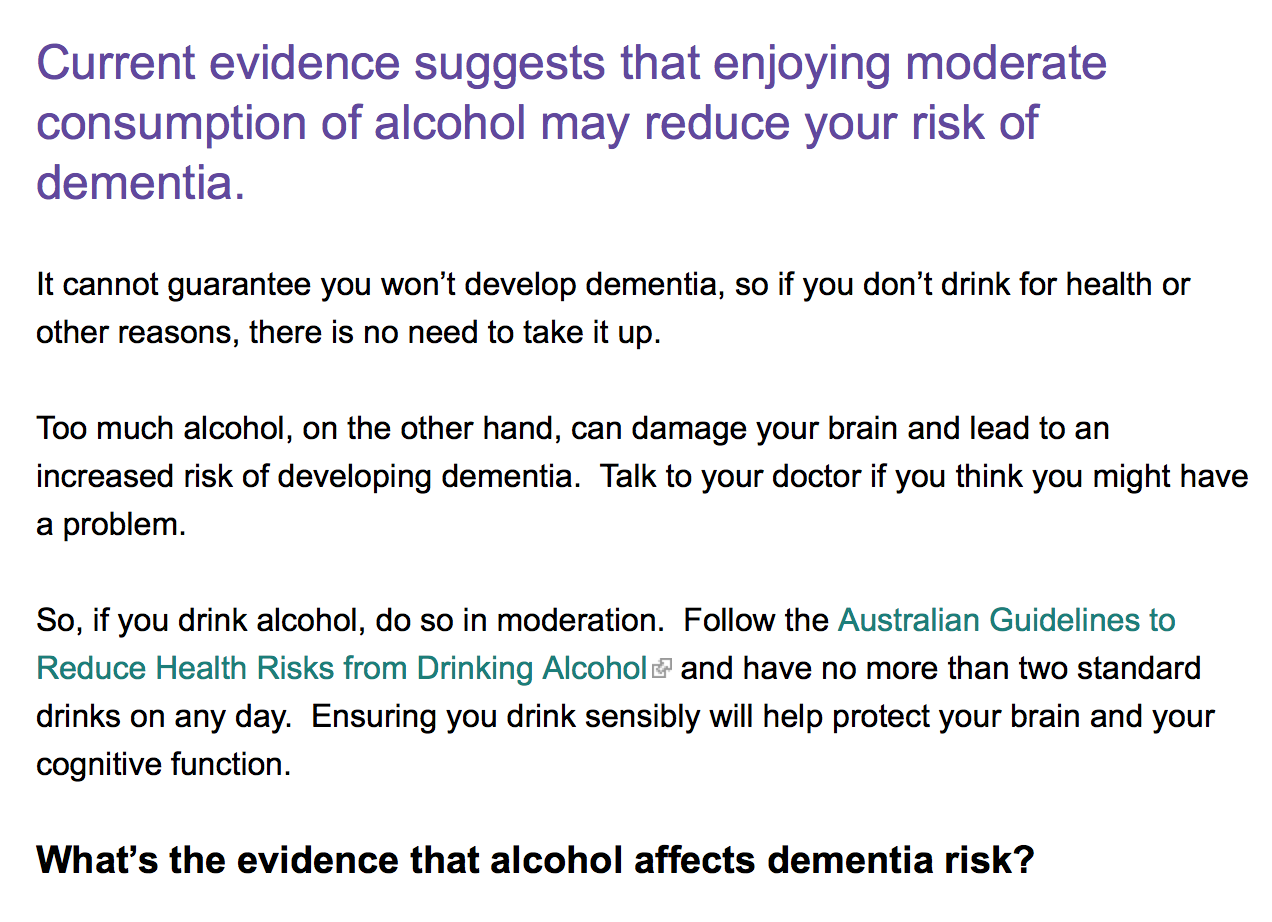 Current evidence suggests that enjoying moderate
consumption of alcohol may reduce your risk of
dementia.
It cannot guarantee you won’t develop dementia, so if you don’t drink for health or
other reasons, there is no need to take it up.
Too much alcohol, on the other hand, can damage your brain and lead to an
increased risk of developing dementia.  Talk to your doctor if you think you might have
a problem.
So, if you drink alcohol, do so in moderation.  Follow the Australian Guidelines to
Reduce Health Risks from Drinking Alcohol and have no more than two standard
drinks on any day.  Ensuring you drink sensibly will help protect your brain and your
cognitive function.
What’s the evidence that alcohol affects dementia risk?